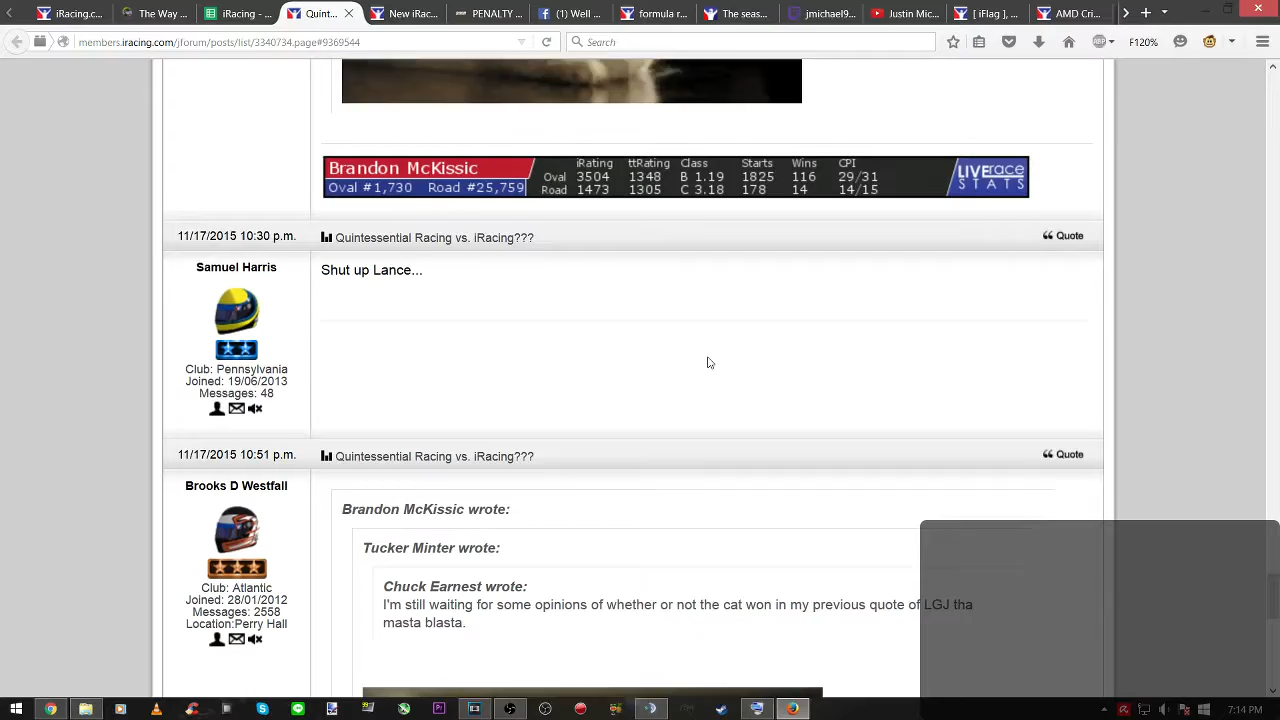 iRacing -
The Way ...
iRacing -
Quint...
New iRac...
PENALTY ...
(1) Well ...
formula r...
The seas...
jmichael9...
Justin Mic...
[ iFlag ], ...
AMD Cri...
members.iracing.com/jforum/posts/list/3340734.page#9369544
Search
ABP
F120%
Brandon McKissic
Oval #1,730 Road #25,759
iRating ttRating Class Starts Wins CPI
Oval 3504 1348 B 1.19 1825 116 29/31
Road 1473 1305 C 3.18 178 14 14/15
LIVErace
STATS
11/17/2015 10:30 p.m.
Quintessential Racing vs. iRacing???
Quote
Samuel Harris
Shut up Lance...
Club: Pennsylvania
Joined: 19/06/2013
Messages: 48
11/17/2015 10:51 p.m.
Quintessential Racing vs. iRacing???
Quote
Brooks D Westfall
Club: Atlantic
Joined: 28/01/2012
Messages: 2558
Location:Perry Hall
Brandon McKissic wrote:
Tucker Minter wrote:
Chuck Earnest wrote:
I'm still waiting for some opinions of whether or not the cat won in my previous quote of LGJ tha
masta blasta.
7:14 PM